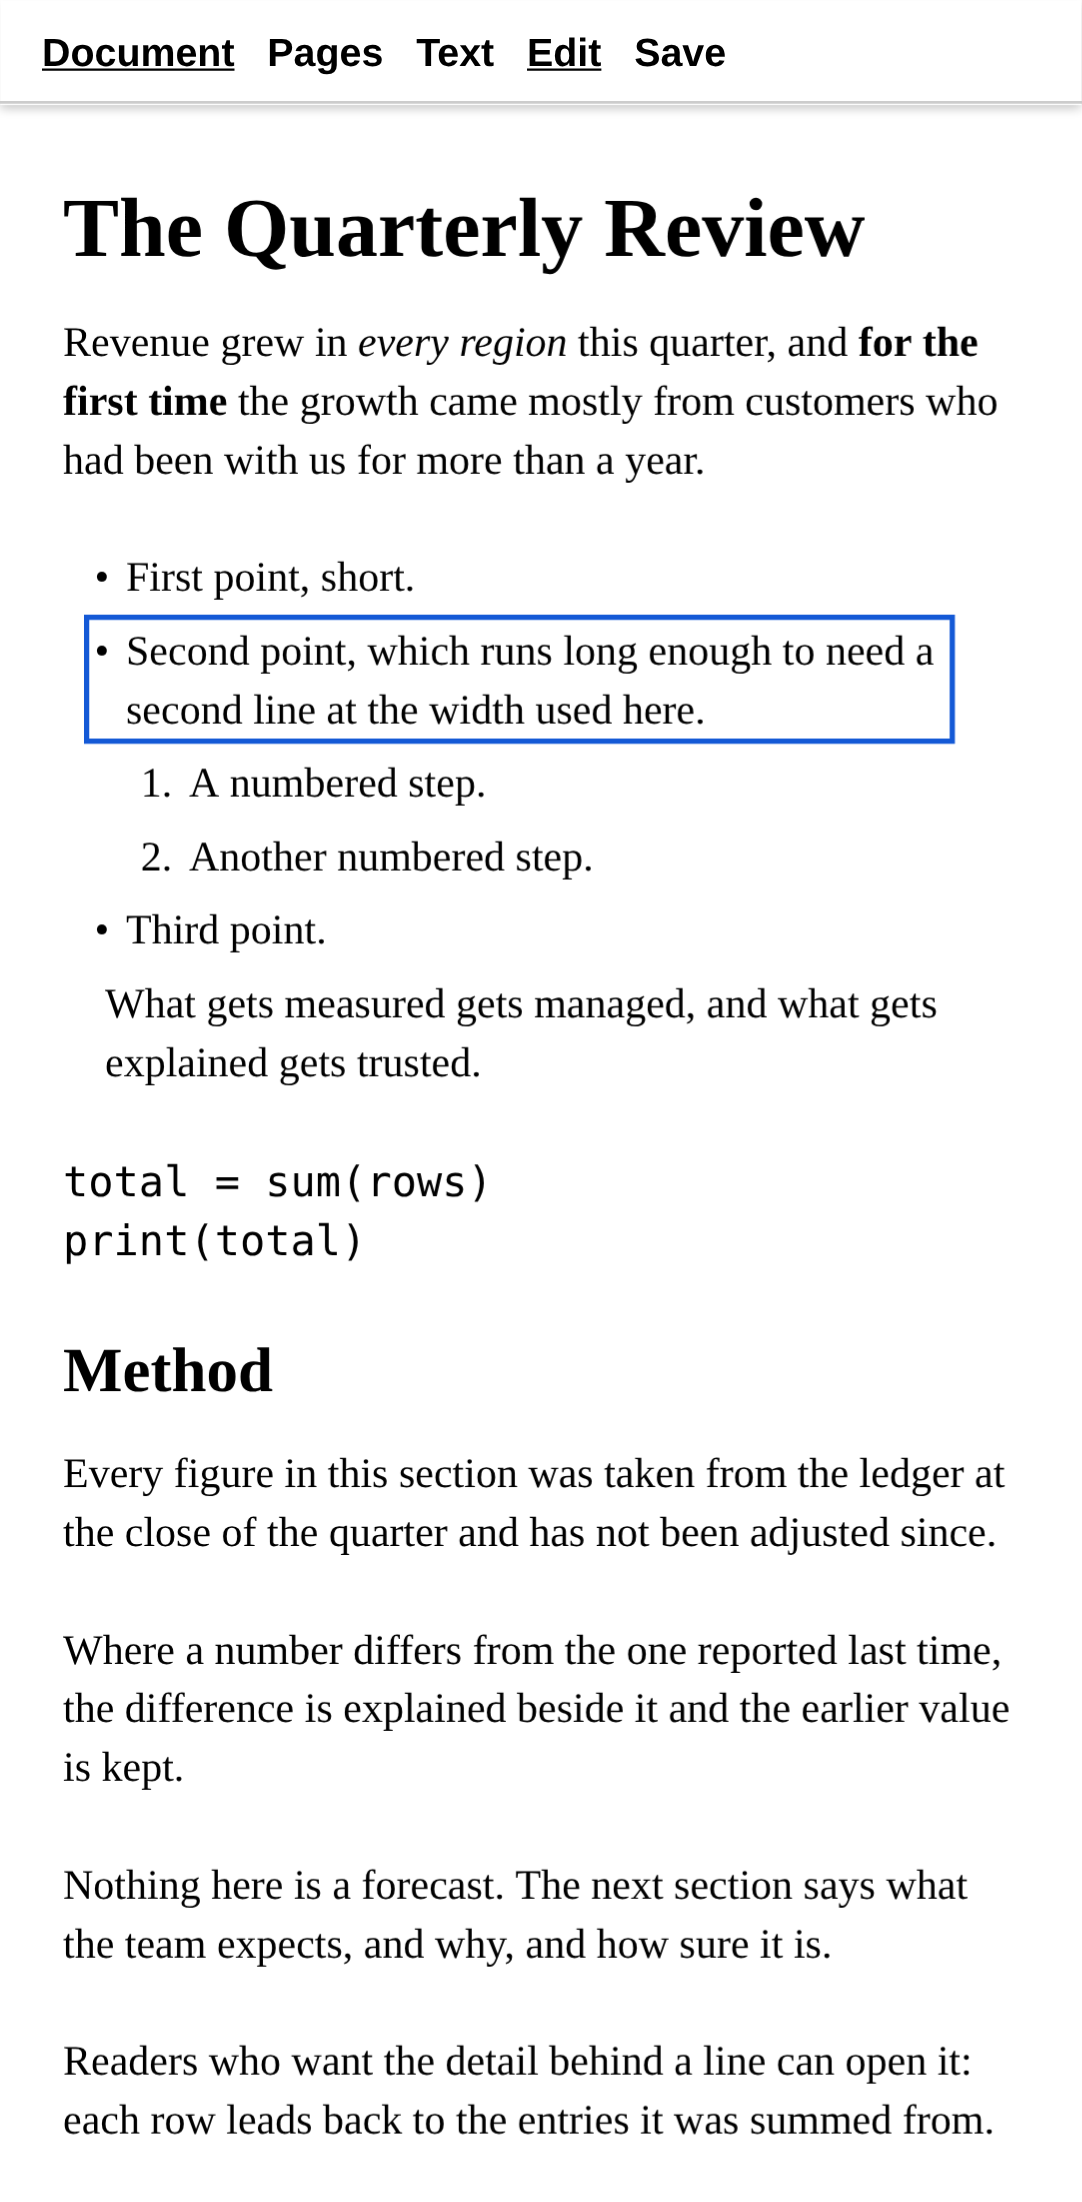 Document Pages Text Edit Save
The Quarterly Review
Revenue grew in every region this quarter, and for the
first time the growth came mostly from customers who
had been with us for more than a year.
• First point, short.
• Second point, which runs long enough to need a
second line at the width used here.
1. A numbered step.
2. Another numbered step.
• Third point.
What gets measured gets managed, and what gets
explained gets trusted.
total = sum(rows)
print(total)
Method
Every figure in this section was taken from the ledger at
the close of the quarter and has not been adjusted since.
Where a number differs from the one reported last time,
the difference is explained beside it and the earlier value
is kept.
Nothing here is a forecast. The next section says what
the team expects, and why, and how sure it is.
Readers who want the detail behind a line can open it:
each row leads back to the entries it was summed from.